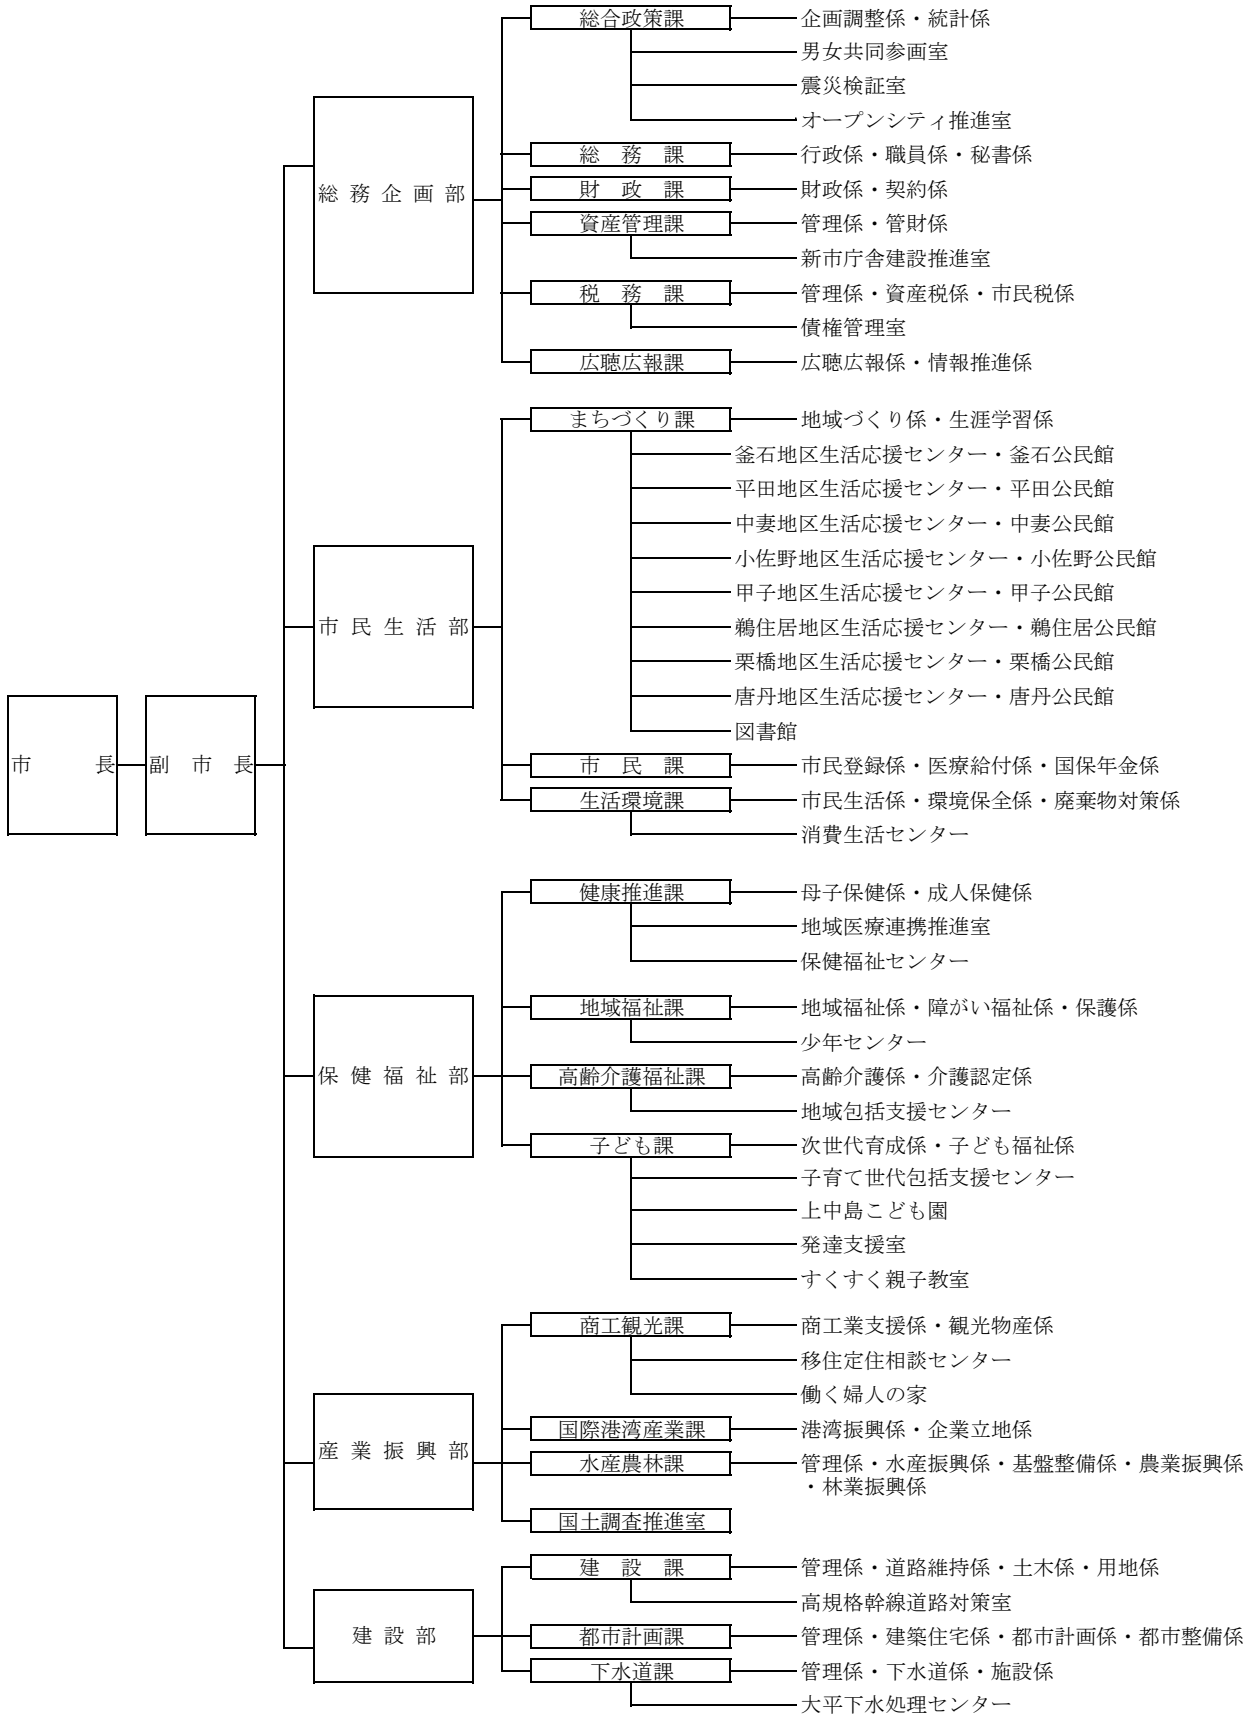 総合政策課 企画調整係・統計係
男女共同参画室
震災検証室
オープンシティ推進室
総務課 行政係・職員係・秘書係
総務企画部
財政課 財政係・契約係
資産管理課 管理係・管財係
新市庁舎建設推進室
税務課 管理係・資産税係・市民税係
債権管理室
広聴広報課 広聴広報係・情報推進係
まちづくり課 地域づくり係・生涯学習係
釜石地区生活応援センター・釜石公民館
平田地区生活応援センター・平田公民館
中妻地区生活応援センター・中妻公民館
小佐野地区生活応援センター・小佐野公民館
甲子地区生活応援センター・甲子公民館
市民生活部
鵜住居地区生活応援センター・鵜住居公民館
栗橋地区生活応援センター・栗橋公民館
唐丹地区生活応援センター・唐丹公民館
図書館
市長 副市長
市民課 市民登録係・医療給付係・国保年金係
生活環境課 市民生活係・環境保全係・廃棄物対策係
消費生活センター
健康推進課 母子保健係・成人保健係
地域医療連携推進室
保健福祉センター
地域福祉課 地域福祉係・障がい福祉係・保護係
少年センター
保健福祉部
高齢介護福祉課 高齢介護係・介護認定係
地域包括支援センター
子ども課 次世代育成係・子ども福祉係
子育て世代包括支援センター
上中島こども園
発達支援室
すくすく親子教室
商工観光課 商工業支援係・観光物産係
移住定住相談センター
働く婦人の家
国際港湾産業課 港湾振興係・企業立地係
産業振興部
水産農林課 管理係・水産振興係・基盤整備係・農業振興係
・林業振興係
国土調査推進室
建設課 管理係・道路維持係・土木係・用地係
高規格幹線道路対策室
建設部
都市計画課 管理係・建築住宅係・都市計画係・都市整備係
下水道課 管理係・下水道係・施設係
大平下水処理センター